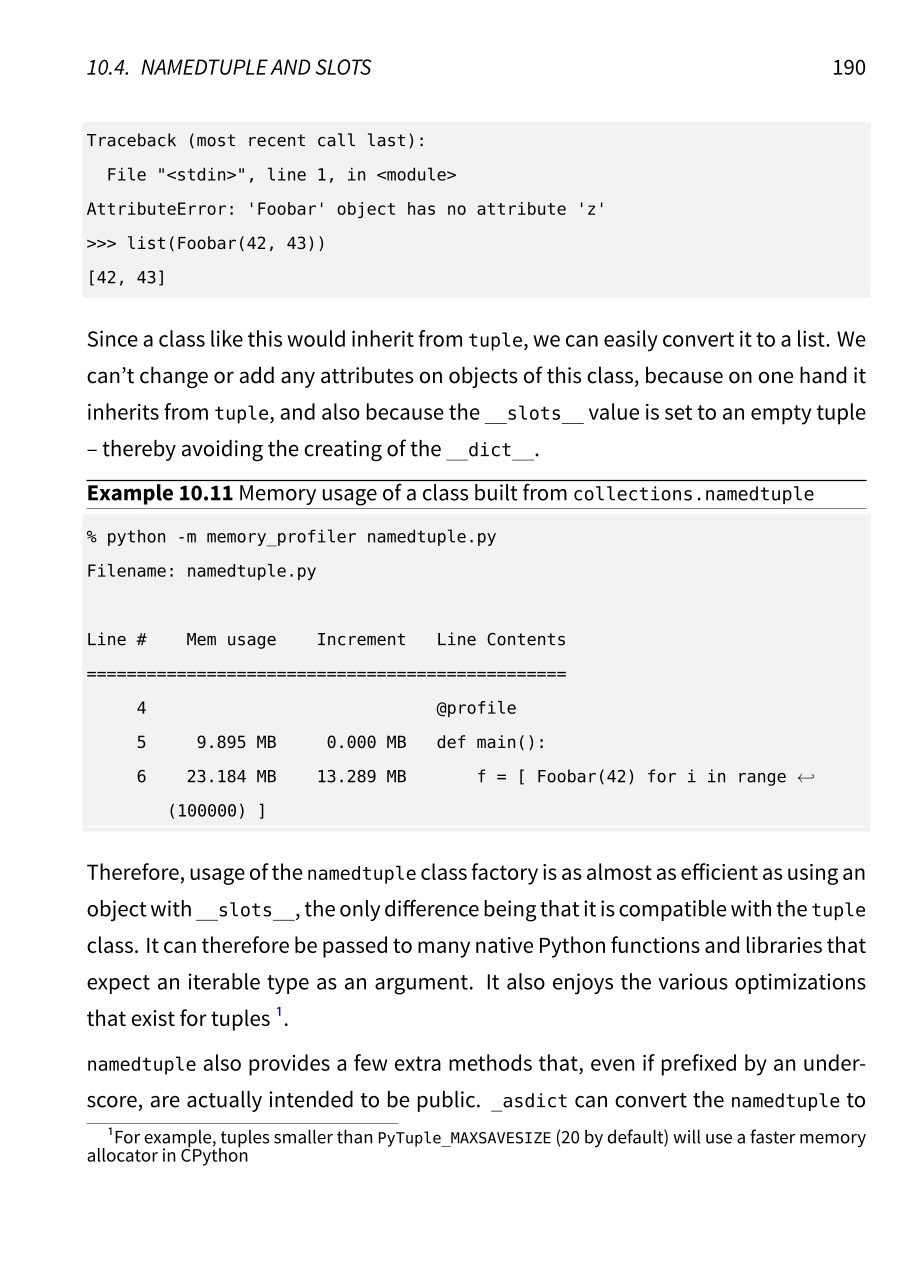 10.4. NAMEDTUPLE AND SLOTS 190
Traceback (most recent call last):
  File "<stdin>", line 1, in <module>
AttributeError: 'Foobar' object has no attribute 'z'
>>> list(Foobar(42, 43))
[42, 43]
Since a class like this would inherit from tuple, we can easily convert it to a list. We
can’t change or add any attributes on objects of this class, because on one hand it
inherits from tuple, and also because the __slots__ value is set to an empty tuple
– thereby avoiding the creating of the __dict__.
Example 10.11 Memory usage of a class built from collections.namedtuple
% python -m memory_profiler namedtuple.py
Filename: namedtuple.py
Line #    Mem usage    Increment   Line Contents
================================================
     4                             @profile
     5     9.895 MB     0.000 MB   def main():
     6    23.184 MB    13.289 MB       f = [ Foobar(42) for i in range ↩
        (100000) ]
Therefore, usage of the namedtuple class factory is as almost as efficient as using an
object with __slots__, the only difference being that it is compatible with the tuple
class. It can therefore be passed to many native Python functions and libraries that
expect an iterable type as an argument. It also enjoys the various optimizations
that exist for tuples 1.
namedtuple also provides a few extra methods that, even if prefixed by an under-
score, are actually intended to be public. _asdict can convert the namedtuple to
1For example, tuples smaller than PyTuple_MAXSAVESIZE (20 by default) will use a faster memory
allocator in CPython